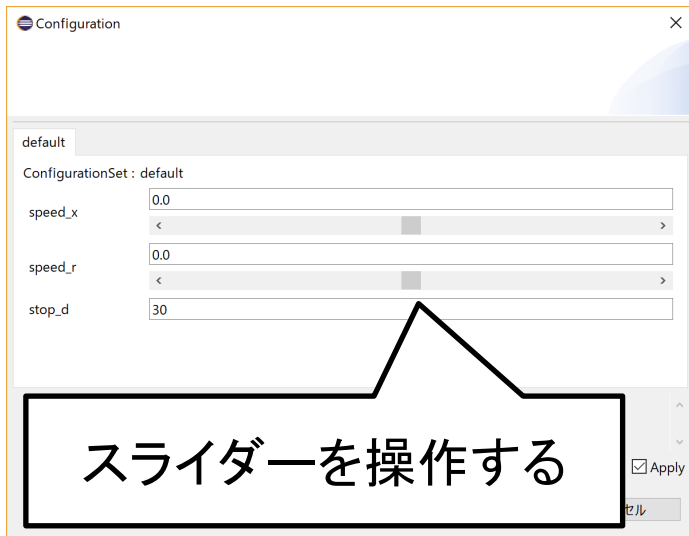 Configuration
default
ConfigurationSet : default
speed_x
0.0
speed_r
0.0
stop_d
30
スライダーを操作する
Apply
セル